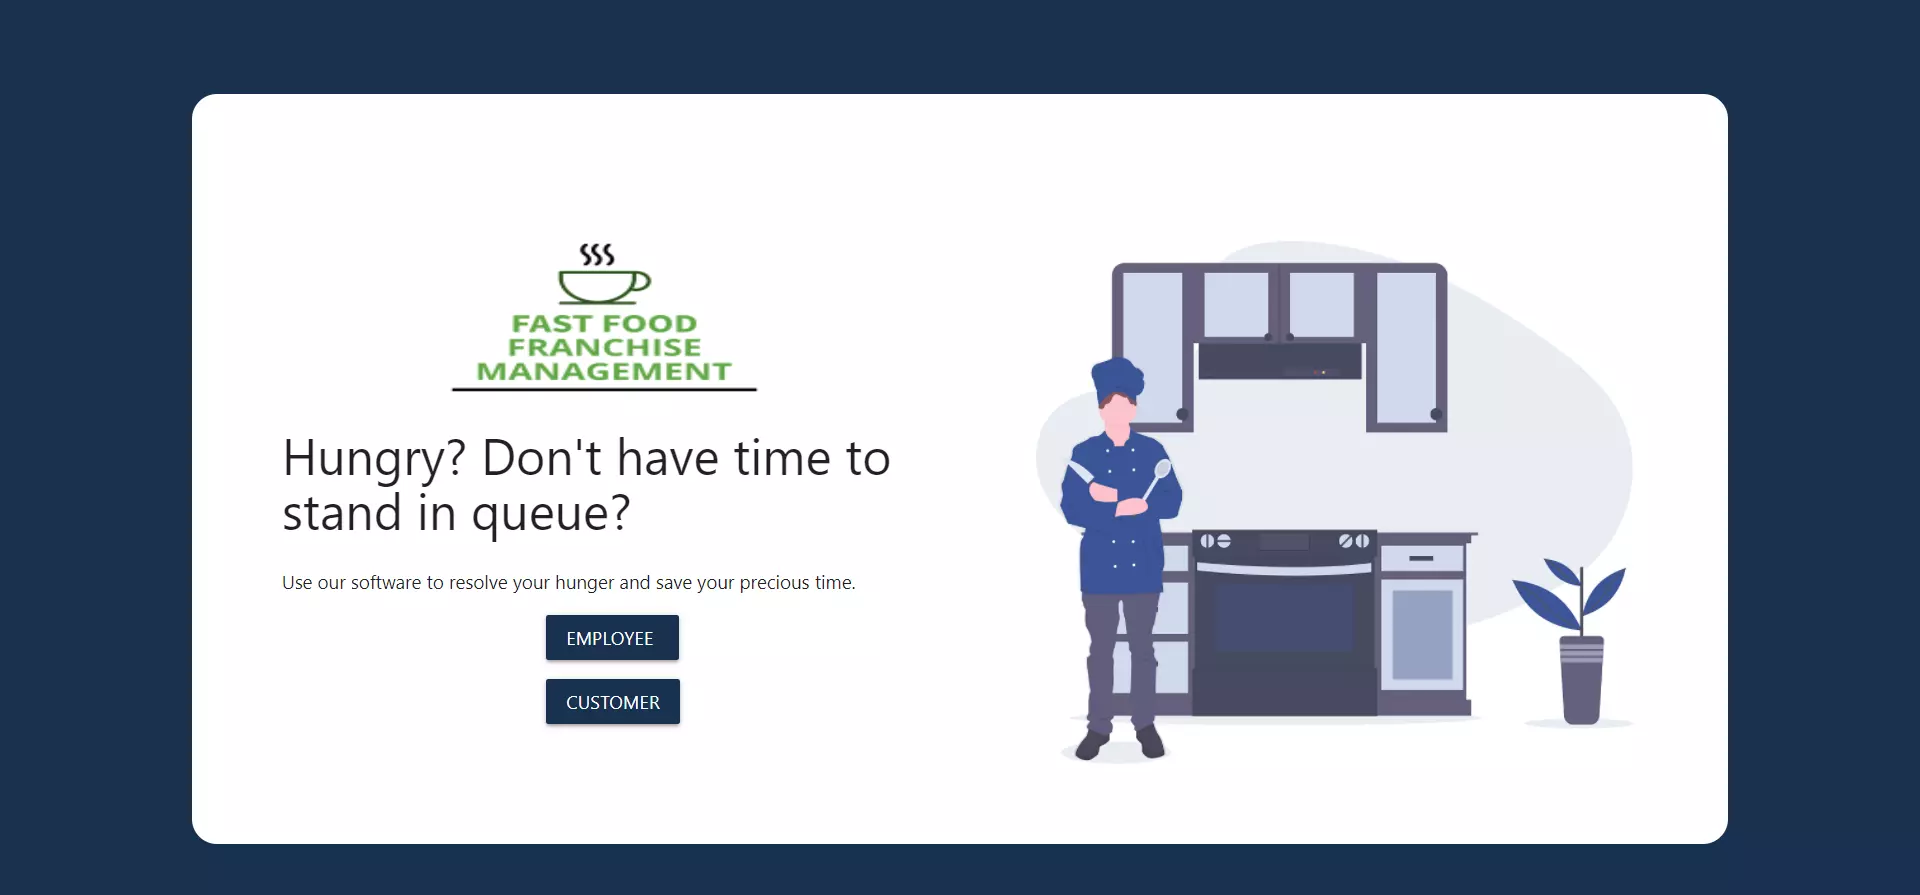 FAST FOOD
FRANCHISE
MANAGEMENT
Hungry? Don't have time to
stand in queue?
Use our software to resolve your hunger and save your precious time.
EMPLOYEE
CUSTOMER